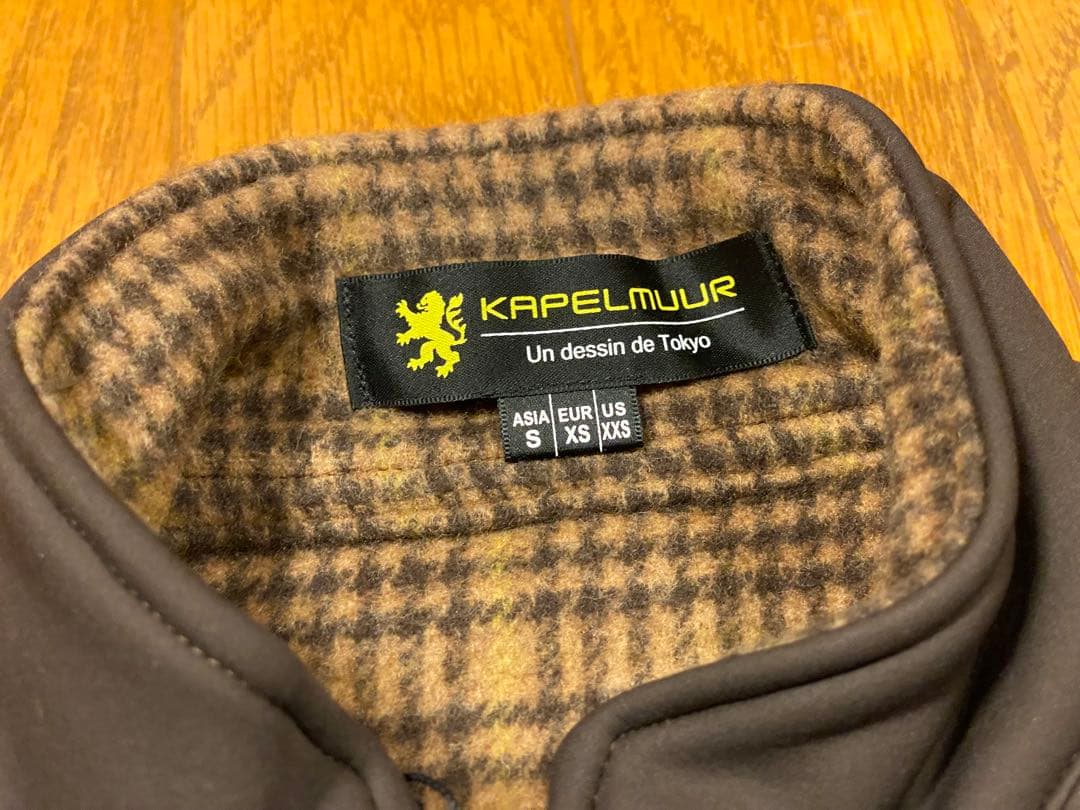 KAPELMUUR
Un dessin de Tokyo
ASIA EUR US
S XS XXS